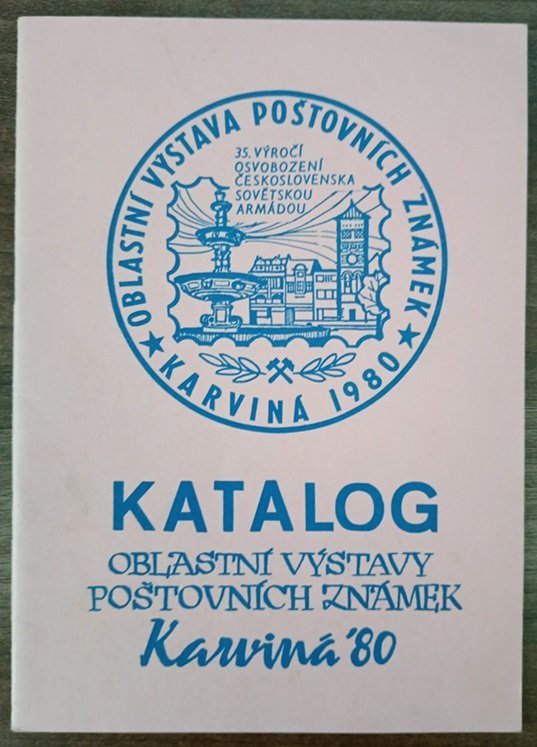 OBLASTNÍ VÝSTAVA POŠTOVNÍCH ZNÁMEK
35. VÝROČÍ
OSVOBOZENÍ
ČESKOSLOVENSKA
SOVĚTSKOU
ARMÁDOU
KARVINÁ 1980
KATALOG
OBLASTNÍ VÝSTAVY
POŠTOVNÍCH ZNÁMEK
Karviná '80